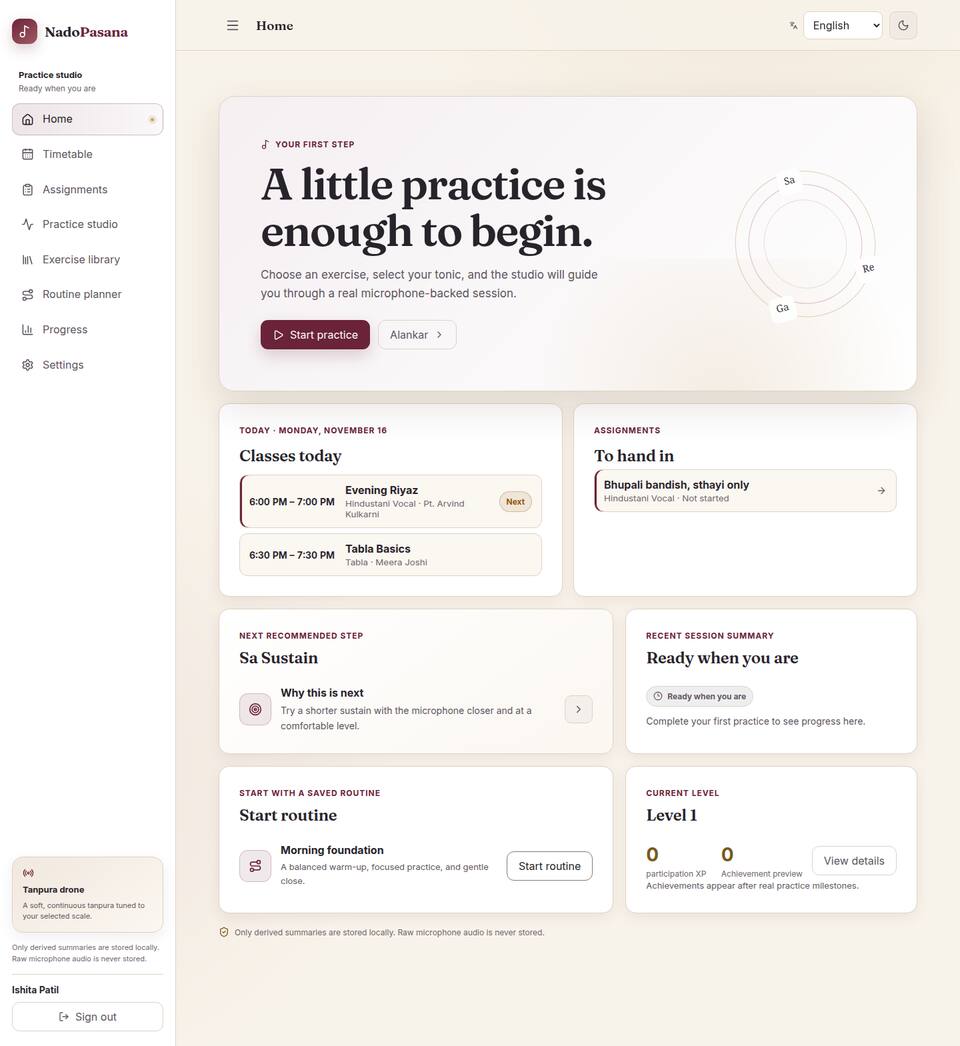 NadoPasana
Practice studio
Ready when you are
Home
Timetable
Assignments
Practice studio
Exercise library
Routine planner
Progress
Settings
Tanpura drone
A soft, continuous tanpura tuned to
your selected scale.
Only derived summaries are stored locally.
Raw microphone audio is never stored.
Ishita Patil
Sign out
Home
English
YOUR FIRST STEP
A little practice is
enough to begin.
Choose an exercise, select your tonic, and the studio will guide
you through a real microphone-backed session.
Start practice
Alankar
Sa
Re
Ga
TODAY · MONDAY, NOVEMBER 16
Classes today
6:00 PM – 7:00 PM
Evening Riyaz
Hindustani Vocal · Pt. Arvind
Kulkarni
Next
6:30 PM – 7:30 PM
Tabla Basics
Tabla · Meera Joshi
ASSIGNMENTS
To hand in
Bhupali bandish, sthayi only
Hindustani Vocal · Not started
NEXT RECOMMENDED STEP
Sa Sustain
Why this is next
Try a shorter sustain with the microphone closer and at a
comfortable level.
RECENT SESSION SUMMARY
Ready when you are
Ready when you are
Complete your first practice to see progress here.
START WITH A SAVED ROUTINE
Start routine
Morning foundation
A balanced warm-up, focused practice, and gentle
close.
Start routine
CURRENT LEVEL
Level 1
0
participation XP
0
Achievement preview
View details
Achievements appear after real practice milestones.
Only derived summaries are stored locally. Raw microphone audio is never stored.